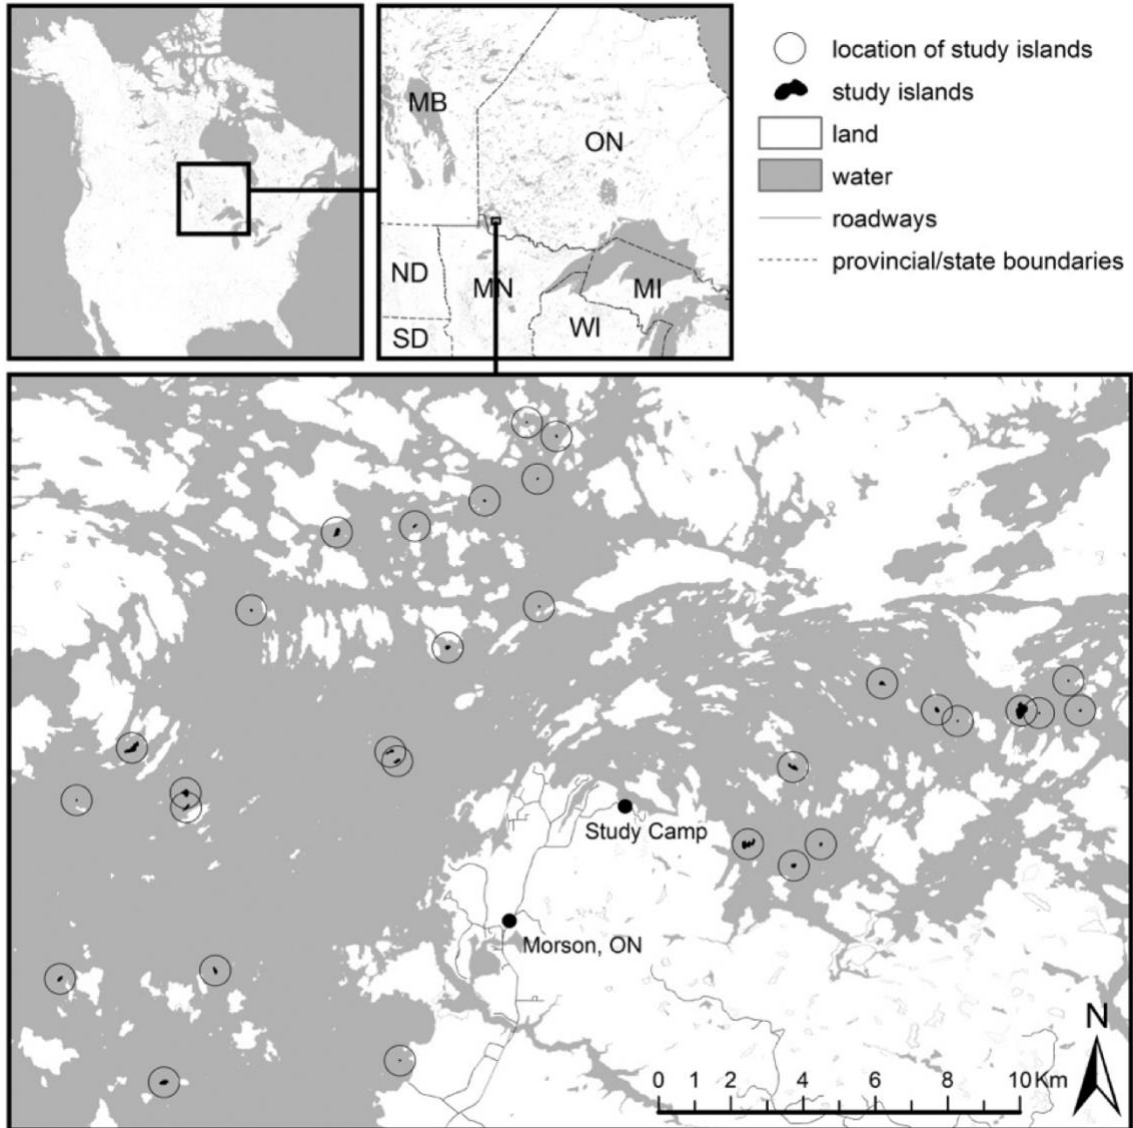 MB
ON
ND
MN
MI
SD
WI
location of study islands
study islands
land
water
roadways
provincial/state boundaries
Study Camp
Morson, ON
N
0 1 2 4 6 8 10 Km